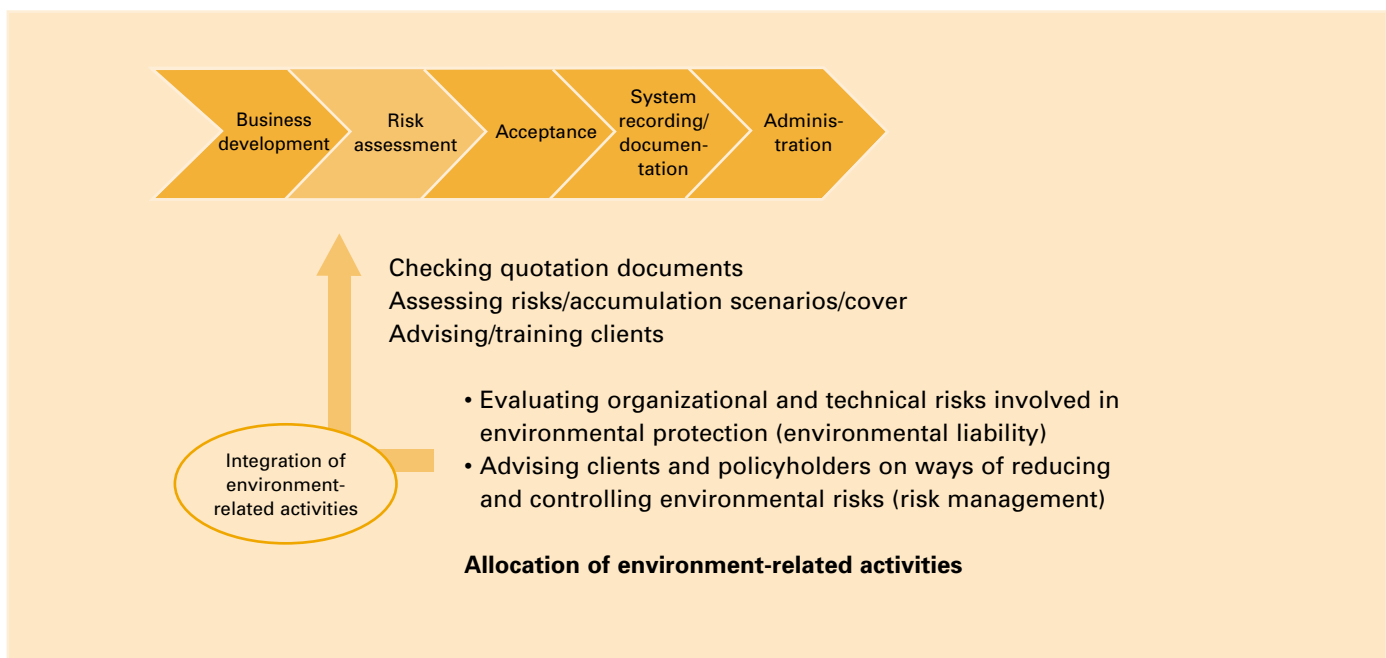 Business
development
Risk
assessment
Acceptance
System
recording/
documen-
tation
Adminis-
tration
Checking quotation documents
Assessing risks/accumulation scenarios/cover
Advising/training clients
• Evaluating organizational and technical risks involved in
environmental protection (environmental liability)
• Advising clients and policyholders on ways of reducing
and controlling environmental risks (risk management)
Integration of
environment-
related activities
Allocation of environment-related activities